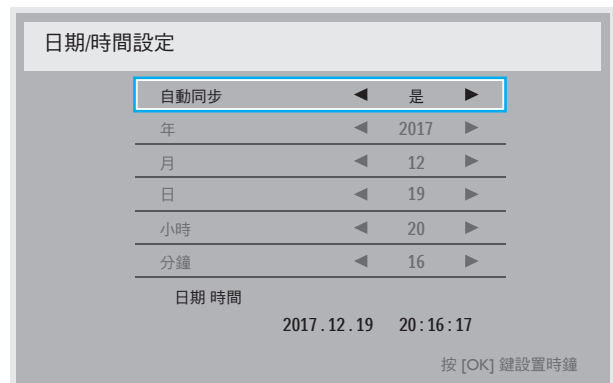 日期/時間設定
自動同步 ◀ 是 ▶
年 ◀ 2017 ▶
月 ◀ 12 ▶
日 ◀ 19 ▶
小時 ◀ 20 ▶
分鐘 ◀ 16 ▶
日期 時間
2017 . 12 . 19 20 : 16 : 17
按 [OK] 鍵設置時鐘